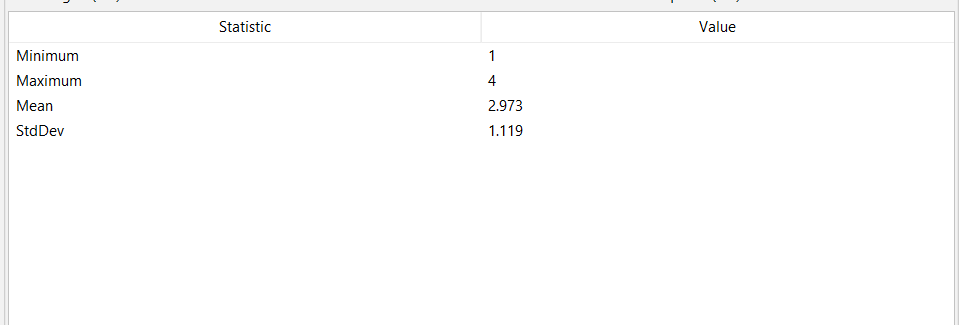 Statistic Value
Minimum 1
Maximum 4
Mean 2.973
StdDev 1.119